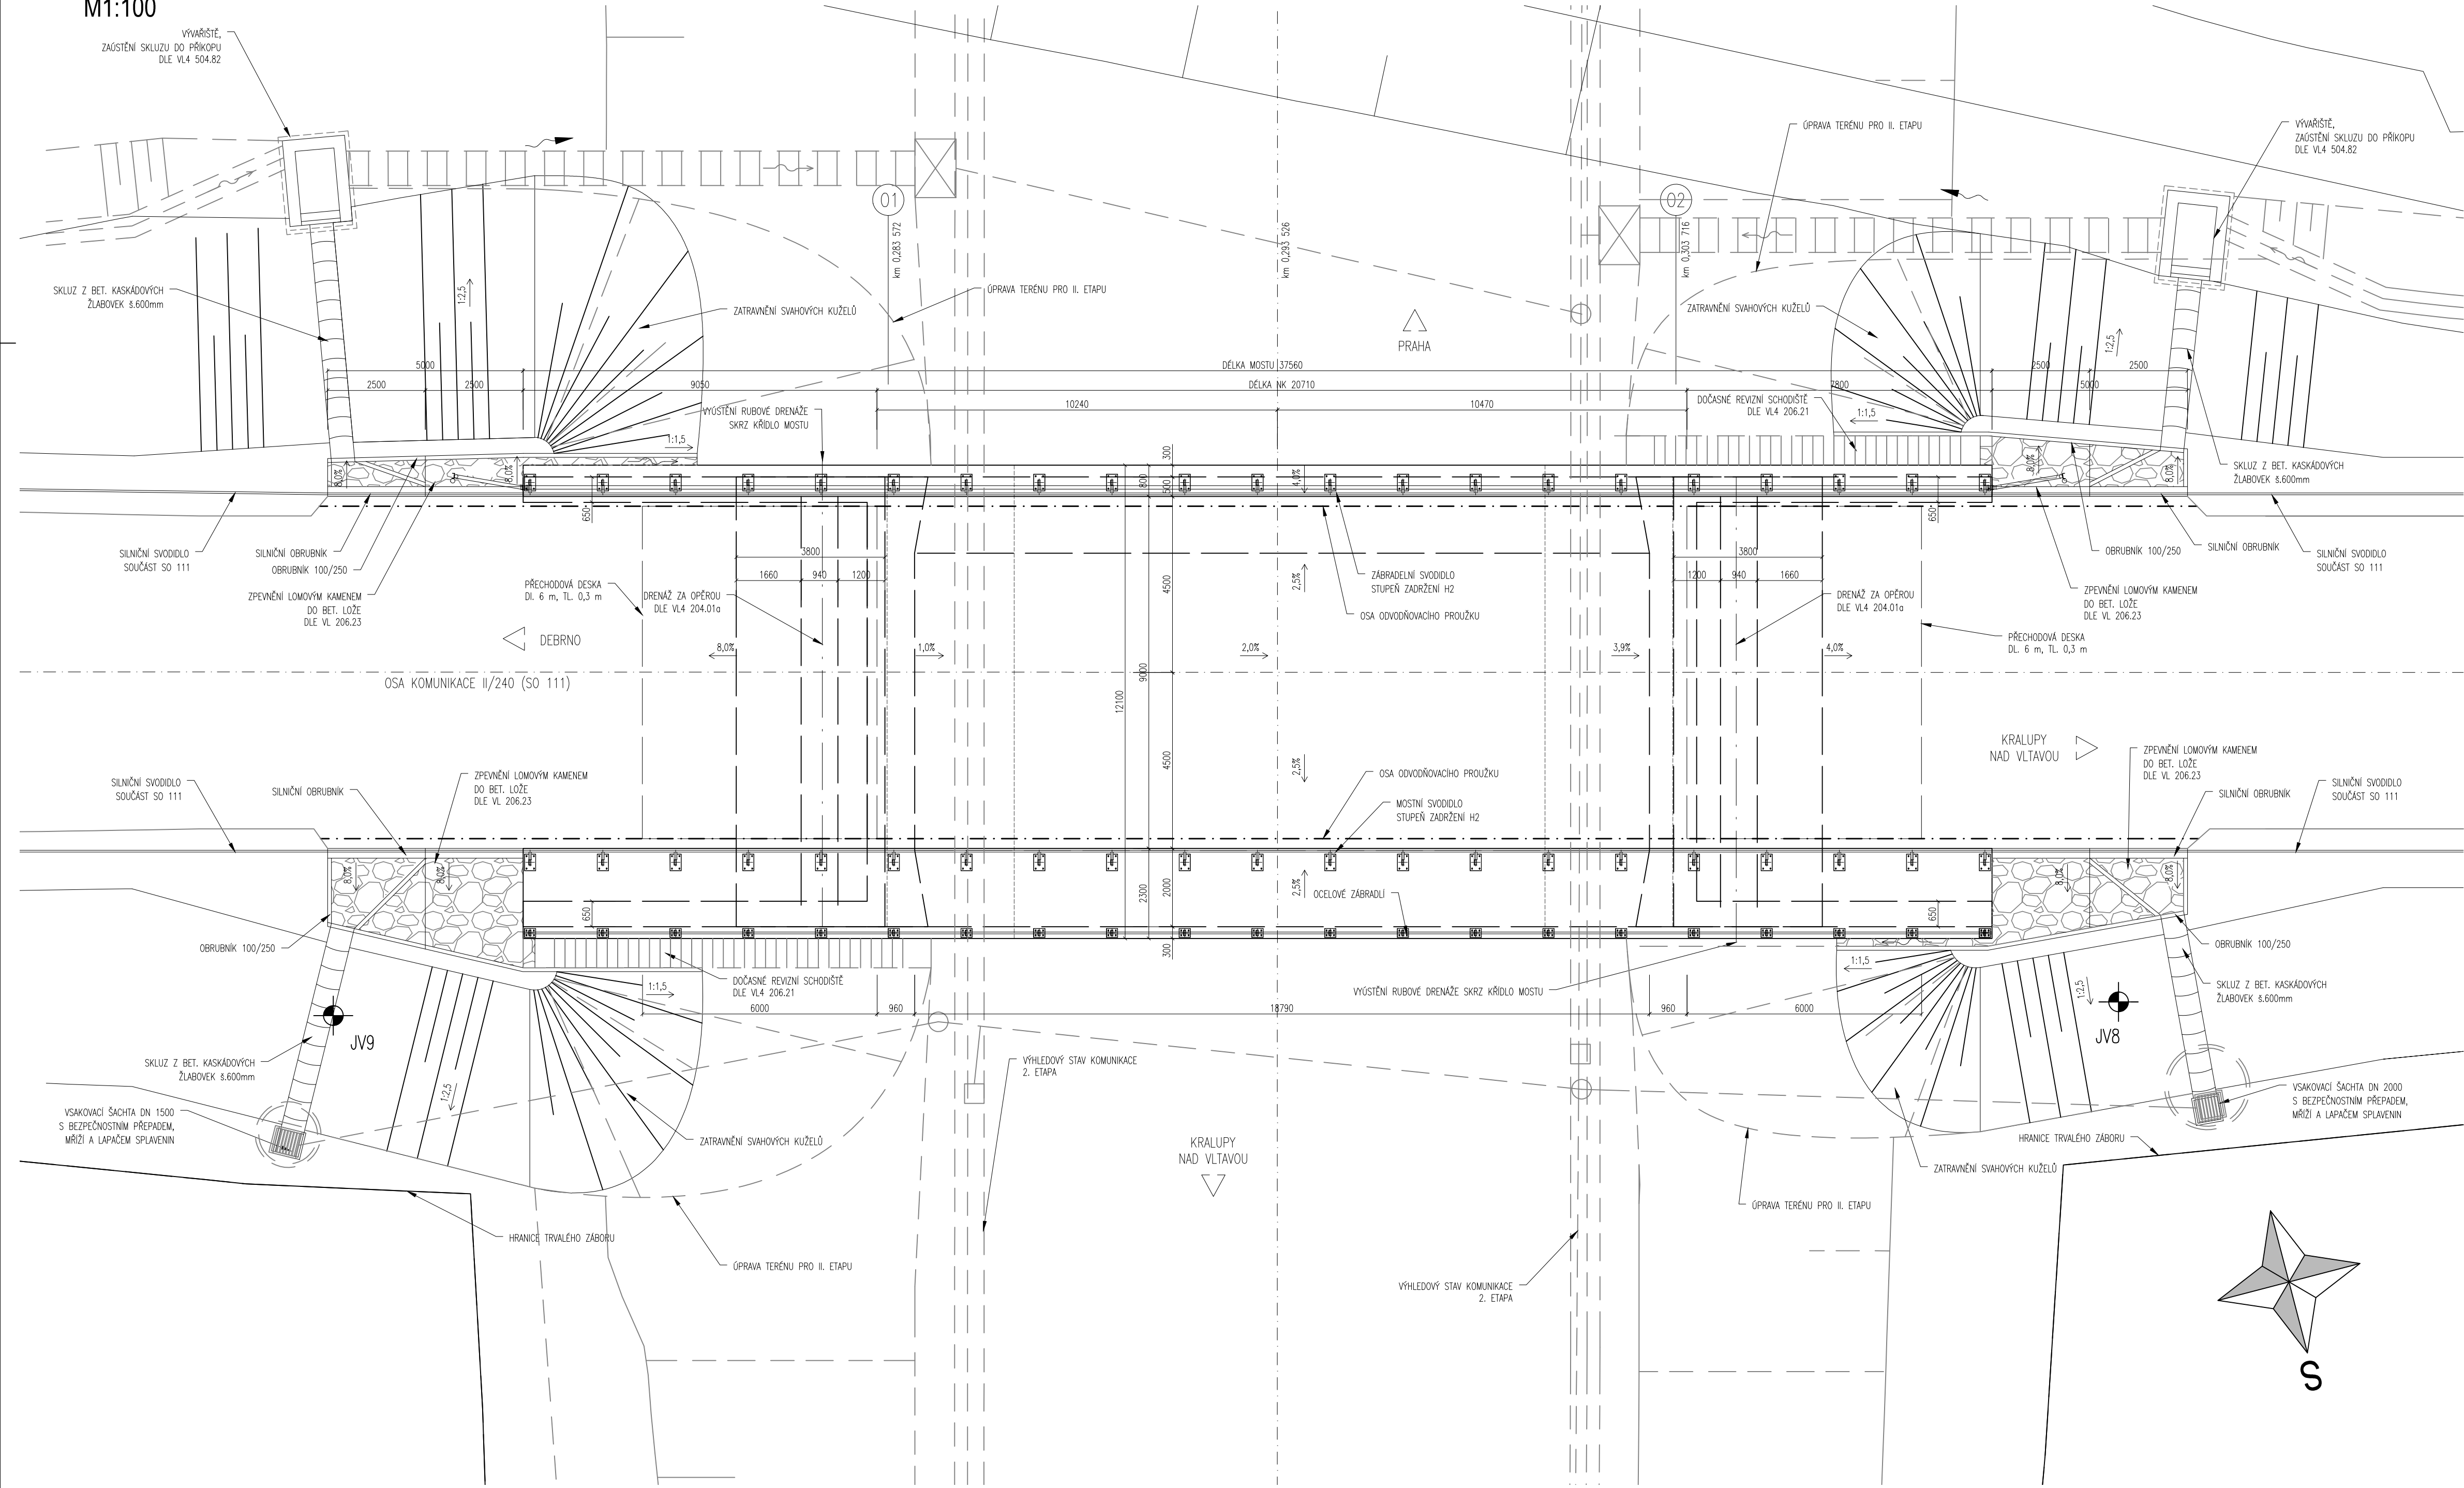 M1:100
VÝVAŘIŠTĚ,
ZAÚSTĚNÍ SKLUZU DO PŘÍKOPU
DLE VL4 504.82
ÚPRAVA TERÉNU PRO II. ETAPU
VÝVAŘIŠTĚ,
ZAÚSTĚNÍ SKLUZU DO PŘÍKOPU
DLE VL4 504.82
01
02
km 0,283 572
km 0,293 526
km 0,303 716
SKLUZ Z BET. KASKÁDOVÝCH
ŽLABOVEK š.600mm
1:2,5
ÚPRAVA TERÉNU PRO II. ETAPU
ZATRAVNĚNÍ SVAHOVÝCH KUŽELŮ
ZATRAVNĚNÍ SVAHOVÝCH KUŽELŮ
PRAHA
1:2,5
5000
DÉLKA MOSTU 37560
2500
2500
2500
2500
9050
DÉLKA NK 20710
7800
5000
10240
10470
VYÚSTĚNÍ RUBOVÉ DRENÁŽE
SKRZ KŘÍDLO MOSTU
DOČASNÉ REVIZNÍ SCHODIŠTĚ
DLE VL4 206.21
1:1,5
1:1,5
300
800
500
4,0%
8,0%
8,0%
8,0%
8,0%
650
650
SKLUZ Z BET. KASKÁDOVÝCH
ŽLABOVEK š.600mm
SILNIČNÍ SVODIDLO
SOUČÁST SO 111
SILNIČNÍ OBRUBNÍK
OBRUBNÍK 100/250
ZPEVNĚNÍ LOMOVÝM KAMENEM
DO BET. LOŽE
DLE VL 206.23
PŘECHODOVÁ DESKA
Dl. 6 m, TL. 0,3 m
3800
1660
940
1200
DRENÁŽ ZA OPĚROU
DLE VL4 204.01a
4500
2,5%
ZÁBRADELNÍ SVODIDLO
STUPEŇ ZADRŽENÍ H2
OSA ODVODŇOVACÍHO PROUŽKU
3800
1200
940
1660
DRENÁŽ ZA OPĚROU
DLE VL4 204.01a
OBRUBNÍK 100/250
SILNIČNÍ OBRUBNÍK
SILNIČNÍ SVODIDLO
SOUČÁST SO 111
ZPEVNĚNÍ LOMOVÝM KAMENEM
DO BET. LOŽE
DLE VL 206.23
PŘECHODOVÁ DESKA
DL. 6 m, TL. 0,3 m
DEBRNO
8,0%
1,0%
2,0%
3,9%
4,0%
OSA KOMUNIKACE II/240 (SO 111)
9000
12100
KRALUPY
NAD VLTAVOU
4500
2,5%
SILNIČNÍ SVODIDLO
SOUČÁST SO 111
SILNIČNÍ OBRUBNÍK
ZPEVNĚNÍ LOMOVÝM KAMENEM
DO BET. LOŽE
DLE VL 206.23
OSA ODVODŇOVACÍHO PROUŽKU
MOSTNÍ SVODIDLO
STUPEŇ ZADRŽENÍ H2
ZPEVNĚNÍ LOMOVÝM KAMENEM
DO BET. LOŽE
DLE VL 206.23
SILNIČNÍ OBRUBNÍK
SILNIČNÍ SVODIDLO
SOUČÁST SO 111
8,0%
8,0%
8,0%
8,0%
2,5%
OCELOVÉ ZÁBRADLÍ
2300
2000
300
650
650
OBRUBNÍK 100/250
OBRUBNÍK 100/250
DOČASNÉ REVIZNÍ SCHODIŠTĚ
DLE VL4 206.21
1:1,5
1:1,5
VYÚSTĚNÍ RUBOVÉ DRENÁŽE SKRZ KŘÍDLO MOSTU
6000
960
18790
960
6000
1:2,5
SKLUZ Z BET. KASKÁDOVÝCH
ŽLABOVEK š.600mm
JV9
JV8
SKLUZ Z BET. KASKÁDOVÝCH
ŽLABOVEK š.600mm
1:2,5
VÝHLEDOVÝ STAV KOMUNIKACE
2. ETAPA
VSAKOVACÍ ŠACHTA DN 1500
S BEZPEČNOSTNÍM PŘEPADEM,
MŘÍŽÍ A LAPAČEM SPLAVENIN
VSAKOVACÍ ŠACHTA DN 2000
S BEZPEČNOSTNÍM PŘEPADEM,
MŘÍŽÍ A LAPAČEM SPLAVENIN
ZATRAVNĚNÍ SVAHOVÝCH KUŽELŮ
KRALUPY
NAD VLTAVOU
HRANICE TRVALÉHO ZÁBORU
ZATRAVNĚNÍ SVAHOVÝCH KUŽELŮ
ÚPRAVA TERÉNU PRO II. ETAPU
HRANICE TRVALÉHO ZÁBORU
ÚPRAVA TERÉNU PRO II. ETAPU
VÝHLEDOVÝ STAV KOMUNIKACE
2. ETAPA
S